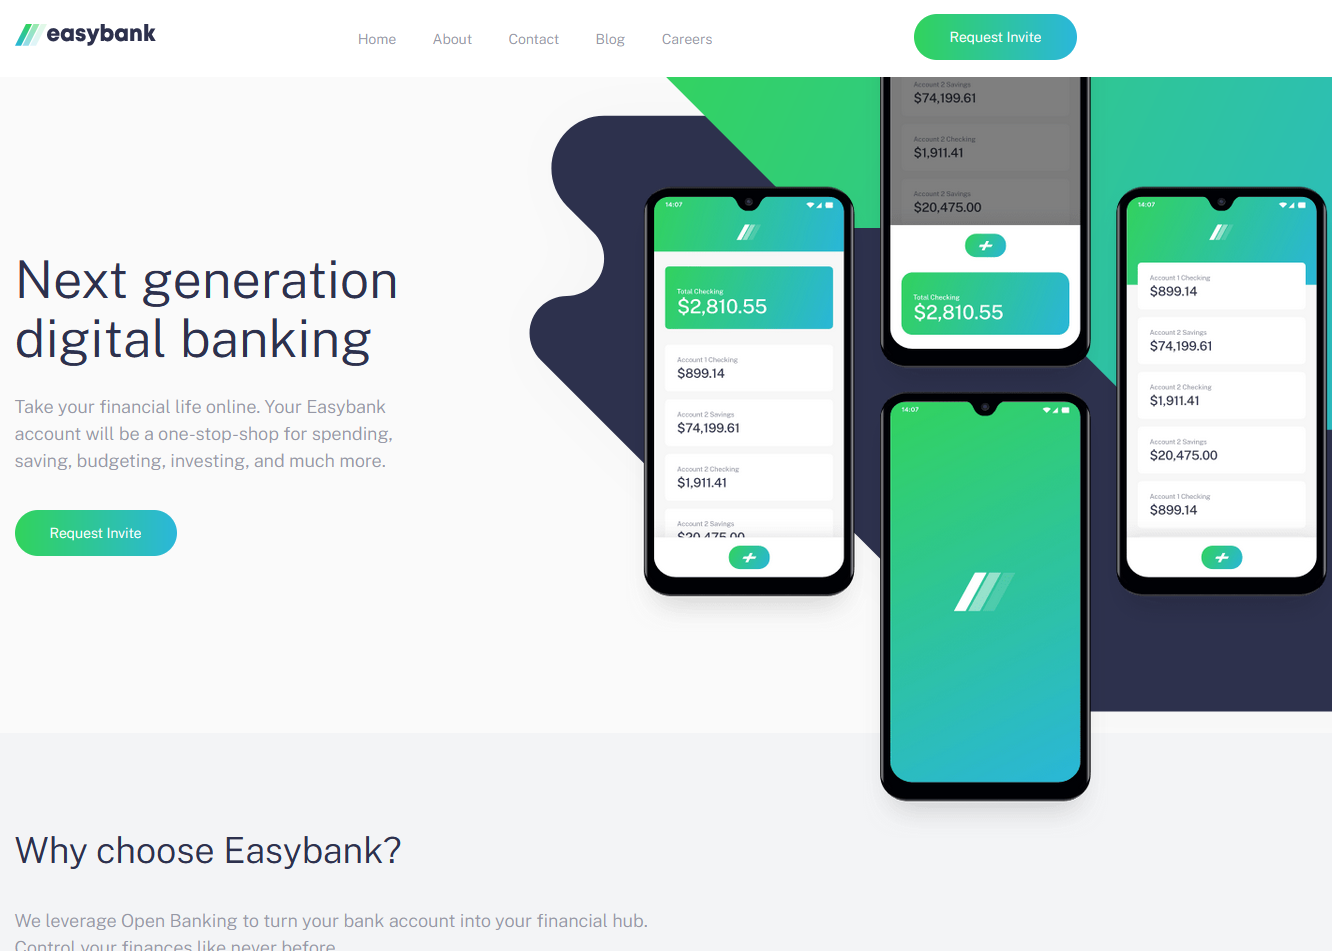 easybank
Home
About
Contact
Blog
Careers
Request Invite
Next generation
digital banking
Take your financial life online. Your Easybank
account will be a one-stop-shop for spending,
saving, budgeting, investing, and much more.
Request Invite
14:07
Total Checking
$2,810.55
Account 1 Checking
$899.14
Account 2 Savings
$74,199.61
Account 2 Checking
$1,911.41
Account 2 Savings
$20,475.00
Account 2 Savings
$74,199.61
Account 2 Checking
$1,911.41
Account 2 Savings
$20,475.00
Total Checking
$2,810.55
14:07
14:07
Account 1 Checking
$899.14
Account 2 Savings
$74,199.61
Account 2 Checking
$1,911.41
Account 2 Savings
$20,475.00
Account 1 Checking
$899.14
Why choose Easybank?
We leverage Open Banking to turn your bank account into your financial hub.
Control your finances like never before